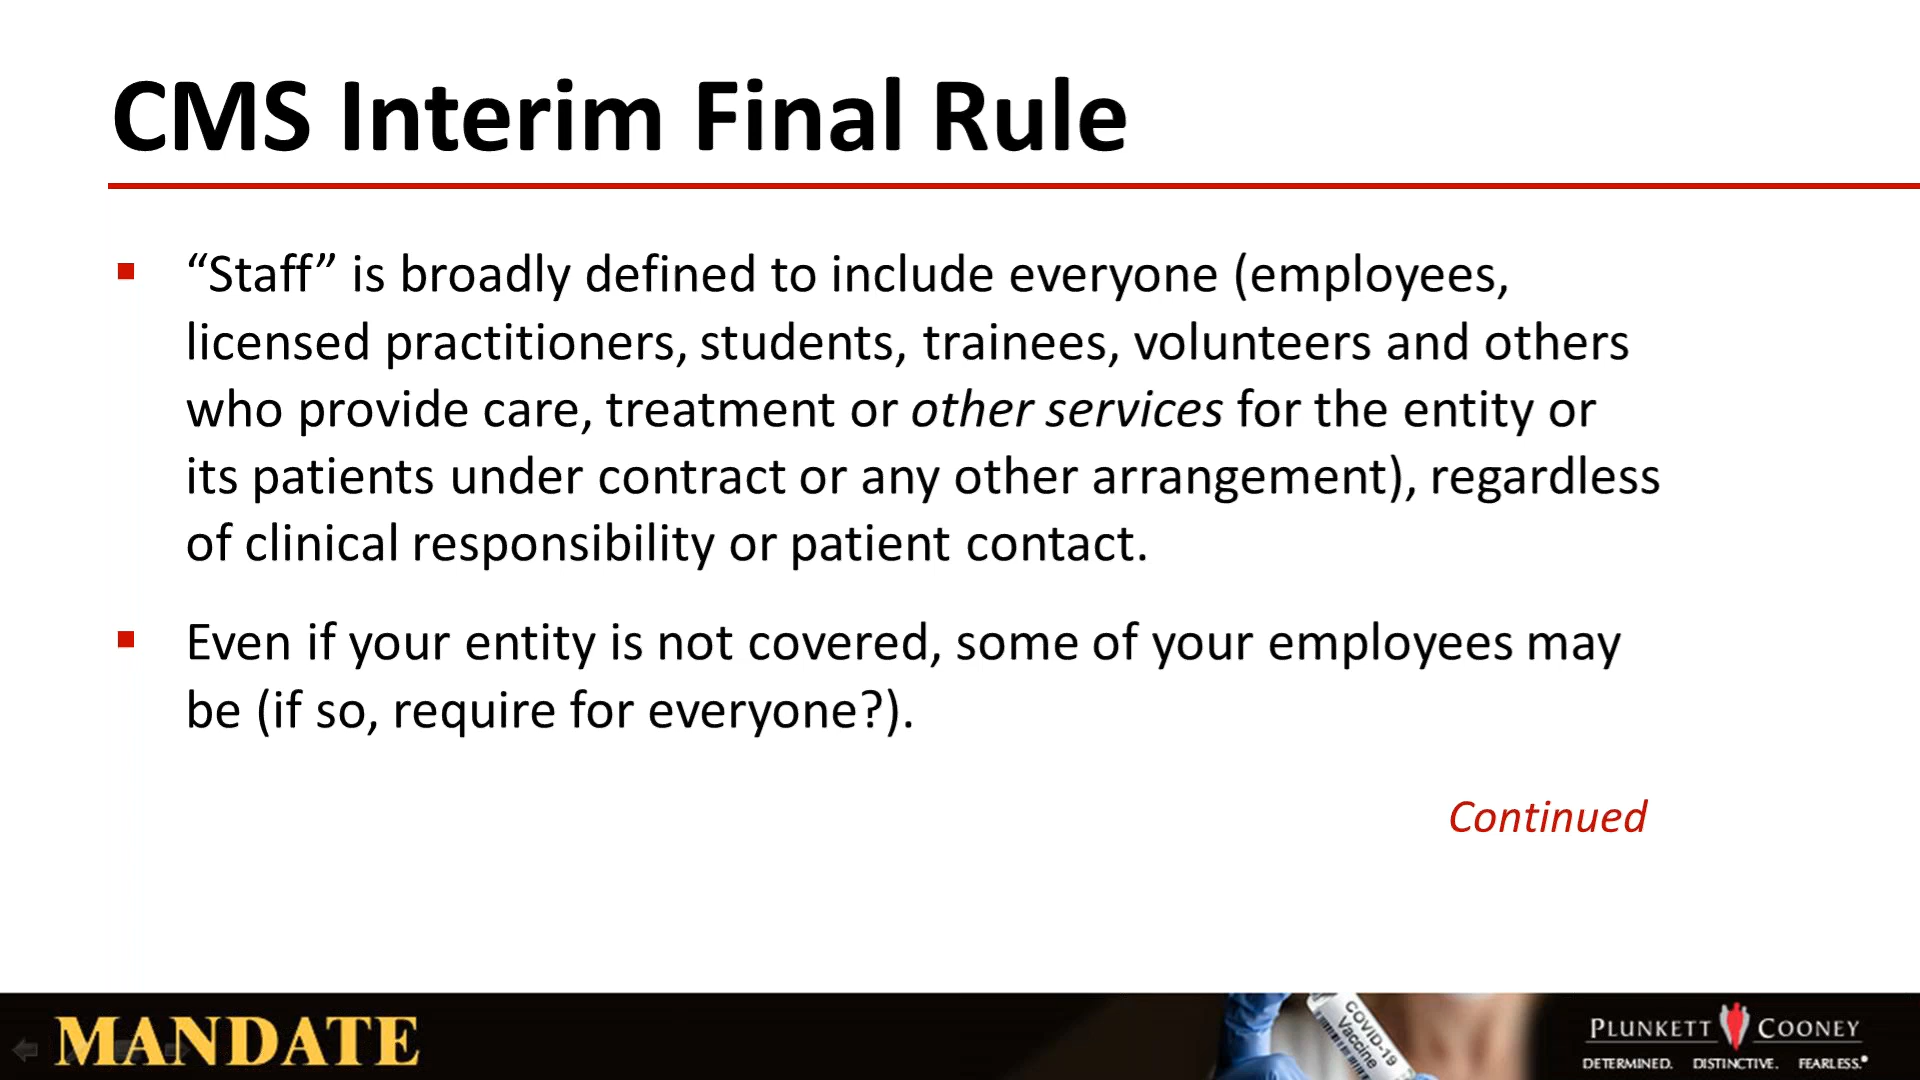 CMS Interim Final Rule
▪ “Staff” is broadly defined to include everyone (employees,
licensed practitioners, students, trainees, volunteers and others
who provide care, treatment or other services for the entity or
its patients under contract or any other arrangement), regardless
of clinical responsibility or patient contact.
▪ Even if your entity is not covered, some of your employees may
be (if so, require for everyone?).
Continued
MANDATE
COVID-19
Vaccine
PLUNKETT COONEY
DETERMINED. DISTINCTIVE. FEARLESS.